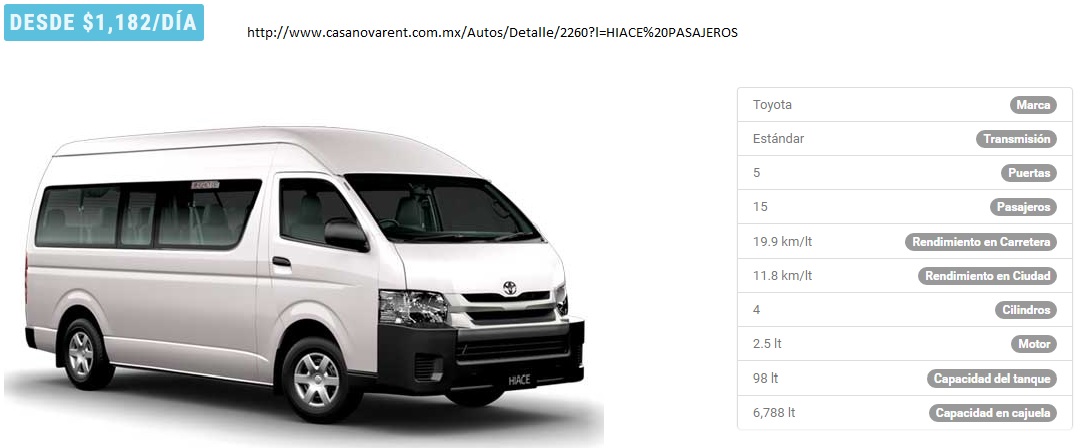 DESDE $1,182/DÍA
http://www.casanovarent.com.mx/Autos/Detalle/2260?l=HIACE%20PASAJEROS
Toyota Marca
Estándar Transmisión
5 Puertas
15 Pasajeros
19.9 km/lt Rendimiento en Carretera
11.8 km/lt Rendimiento en Ciudad
4 Cilindros
2.5 lt Motor
98 lt Capacidad del tanque
6,788 lt Capacidad en cajuela
HIACE